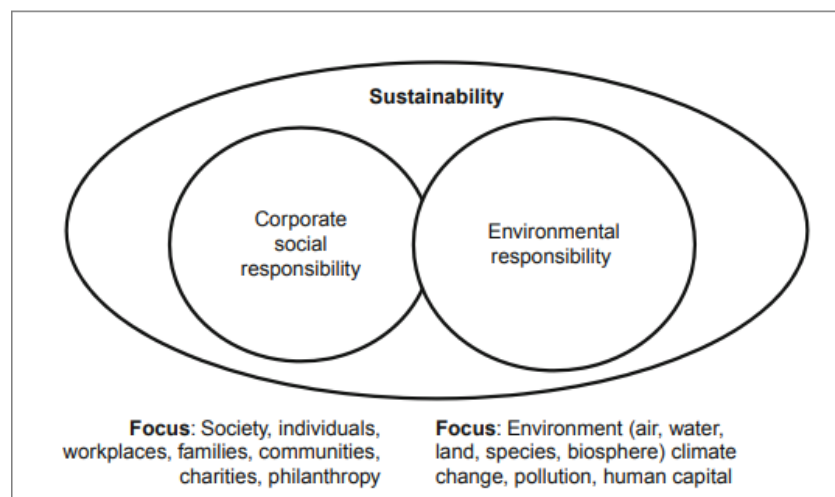 Sustainability
Corporate
social
responsibility
Environmental
responsibility
Focus: Society, individuals,
workplaces, families, communities,
charities, philanthropy
Focus: Environment (air, water,
land, species, biosphere) climate
change, pollution, human capital